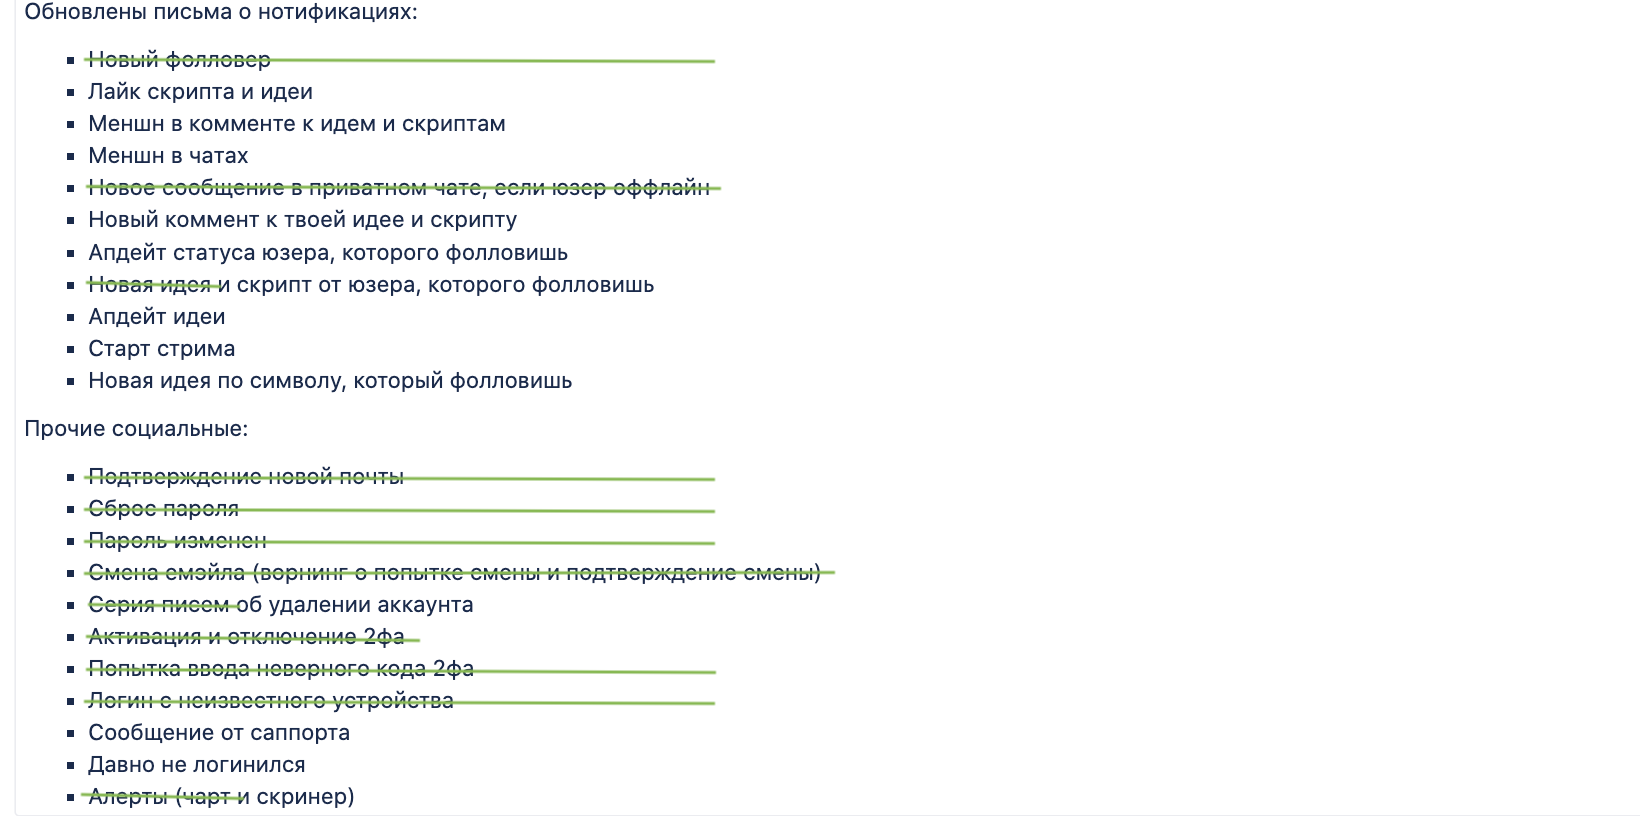 Обновлены письма о нотификациях:
Новый фолловер
Лайк скрипта и идеи
Меншн в комменте к идем и скриптам
Меншн в чатах
Новое сообщение в приватном чате, если юзер оффлайн
Новый коммент к твоей идее и скрипту
Апдейт статуса юзера, которого фолловишь
Новая идея и скрипт от юзера, которого фолловишь
Апдейт идеи
Старт стрима
Новая идея по символу, который фолловишь
Прочие социальные:
Подтверждение новой почты
Сброс пароля
Пароль изменен
Смена емэйла (ворнинг о попытке смены и подтверждение смены)
Серия писем об удалении аккаунта
Активация и отключение 2фа
Попытка ввода неверного кода 2фа
Логин с неизвестного устройства
Сообщение от саппорта
Давно не логинился
Алерты (чарт и скринер)